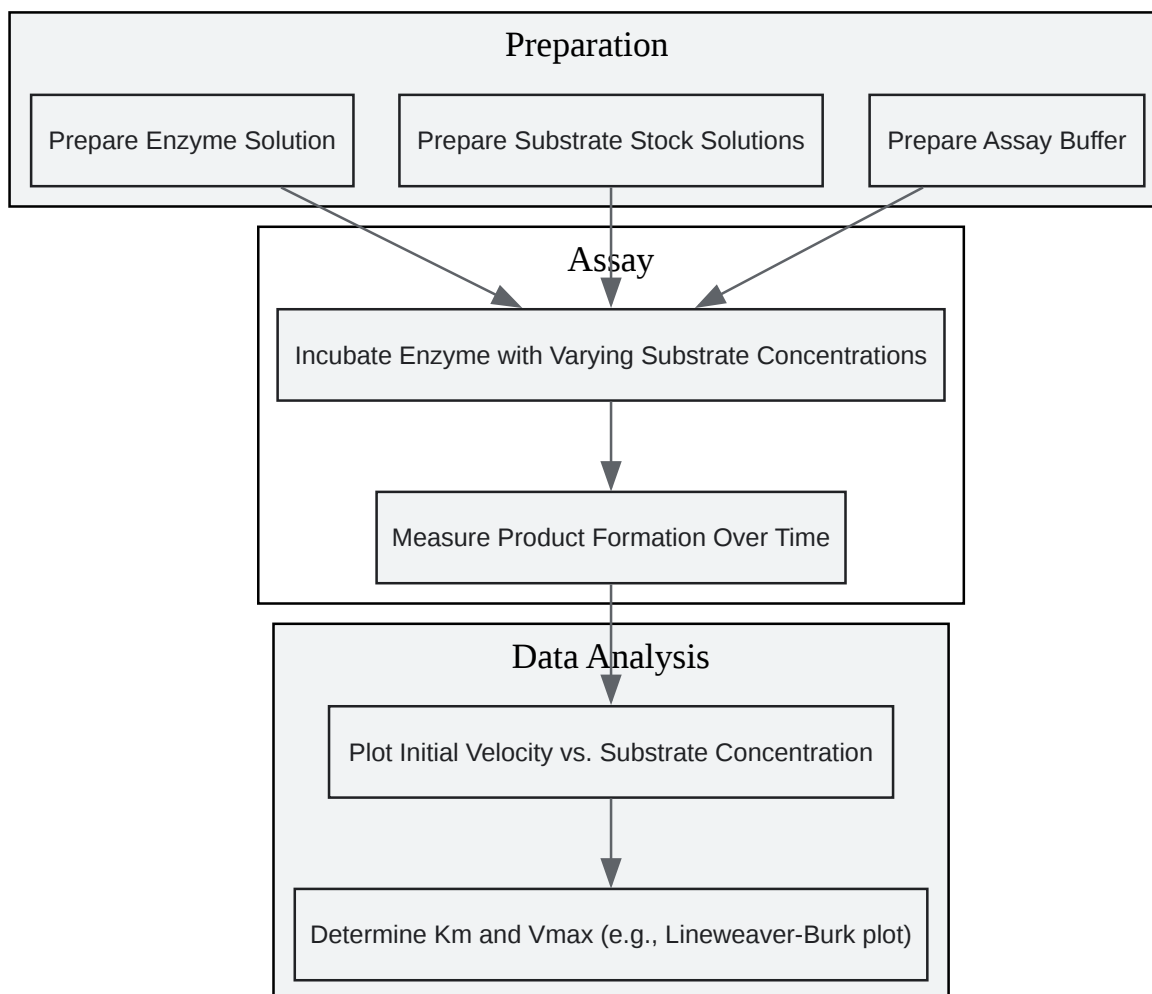 Preparation
Prepare Enzyme Solution
Prepare Substrate Stock Solutions
Prepare Assay Buffer
Assay
Incubate Enzyme with Varying Substrate Concentrations
Measure Product Formation Over Time
Data Analysis
Plot Initial Velocity vs. Substrate Concentration
Determine Km and Vmax (e.g., Lineweaver-Burk plot)